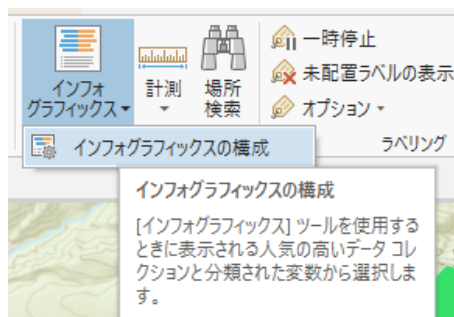 インフォ
グラフィックス
計測
場所
検索
一時停止
未配置ラベルの表示
オプション
インフォグラフィックスの構成
ラベリング
インフォグラフィックスの構成
[インフォグラフィックス] ツールを使用する
ときに表示される人気の高いデータ コレ
クションと分類された変数から選択しま
す。